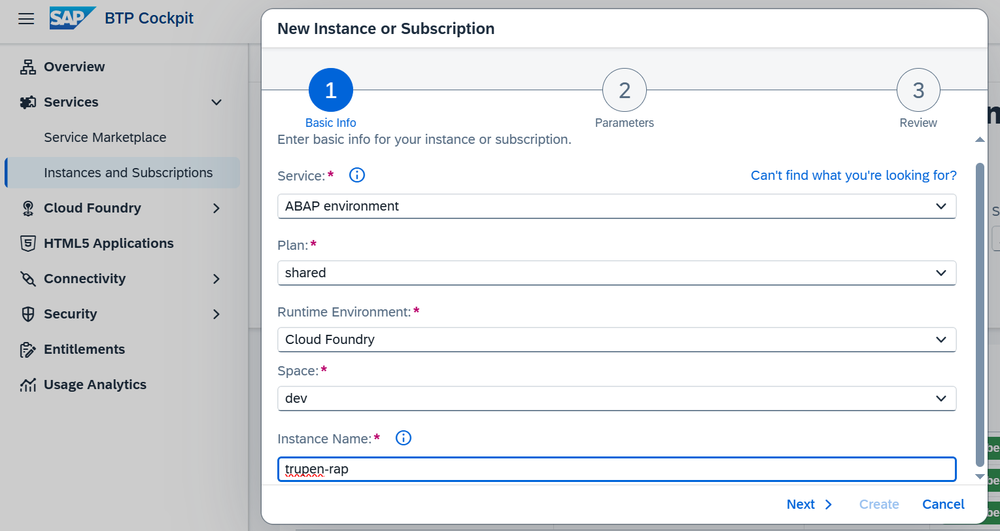 SAP BTP Cockpit
Overview
Services
Service Marketplace
Instances and Subscriptions
Cloud Foundry
HTML5 Applications
Connectivity
Security
Entitlements
Usage Analytics
New Instance or Subscription
1 2 3
Basic Info Parameters Review
Enter basic info for your instance or subscription.
Service:* Can't find what you're looking for?
ABAP environment
Plan:*
shared
Runtime Environment:*
Cloud Foundry
Space:*
dev
Instance Name:*
trupen-rap
Next Create Cancel